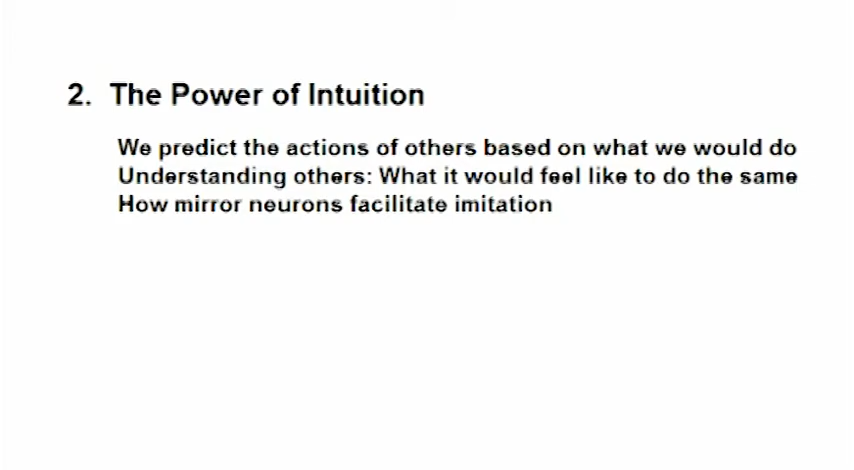 2. The Power of Intuition
We predict the actions of others based on what we would do
Understanding others: What it would feel like to do the same
How mirror neurons facilitate imitation